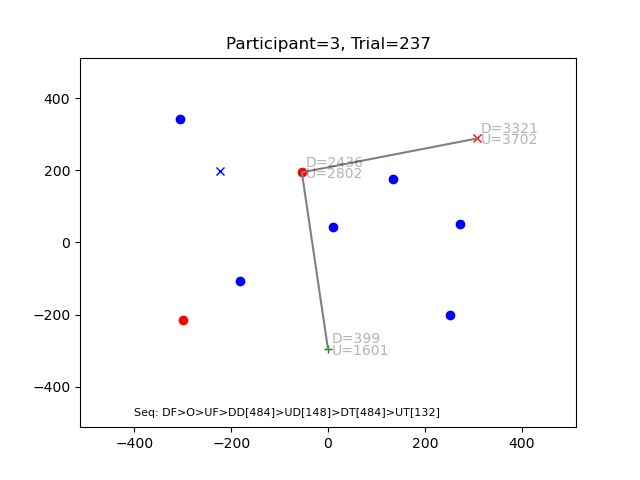 Participant=3, Trial=237
400
200
0
−200
−400
D=3321
U=3702
D=2436
U=2802
D=399
U=1601
Seq: DF>O>UF>DD[484]>UD[148]>DT[484]>UT[132]
−400
−200
0
200
400